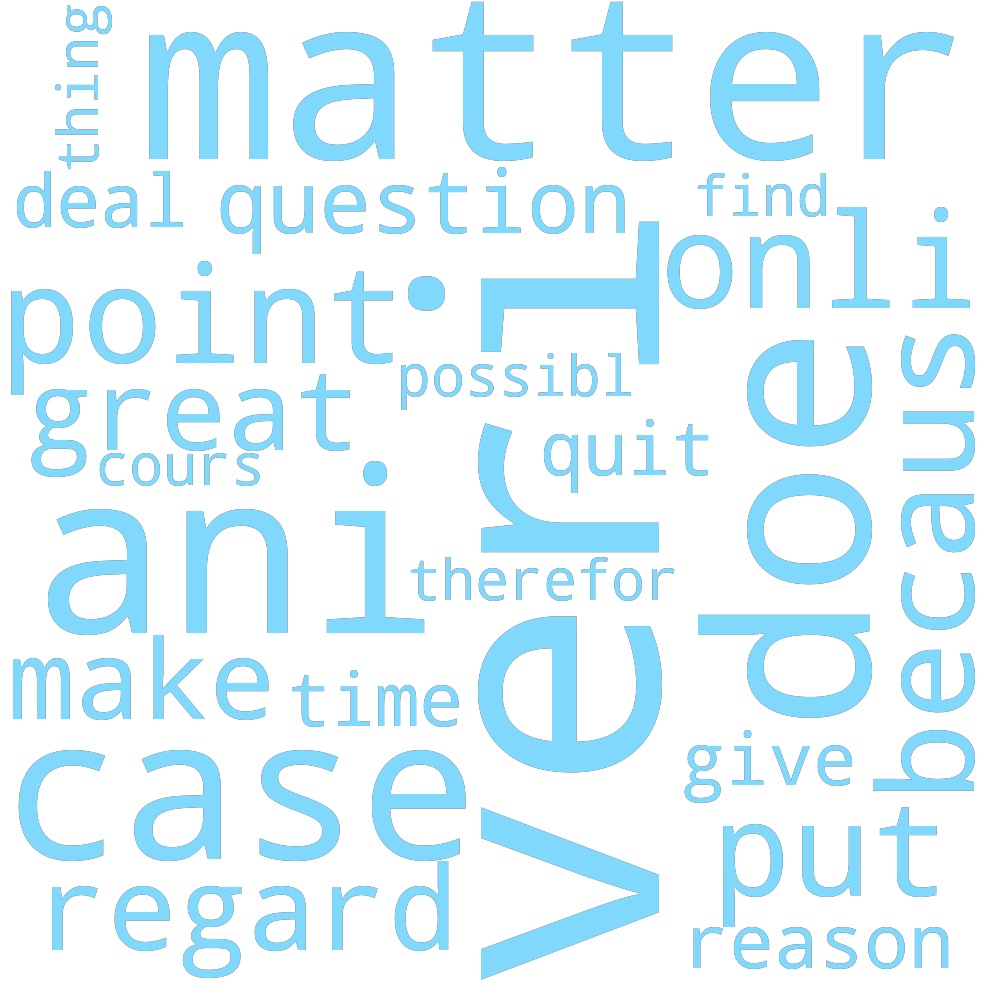 thing
matter
deal
question
find
onli
point
veri
possibl
great
cours
quit
doe
becaus
ani
therefor
make
time
case
give
put
regard
reason